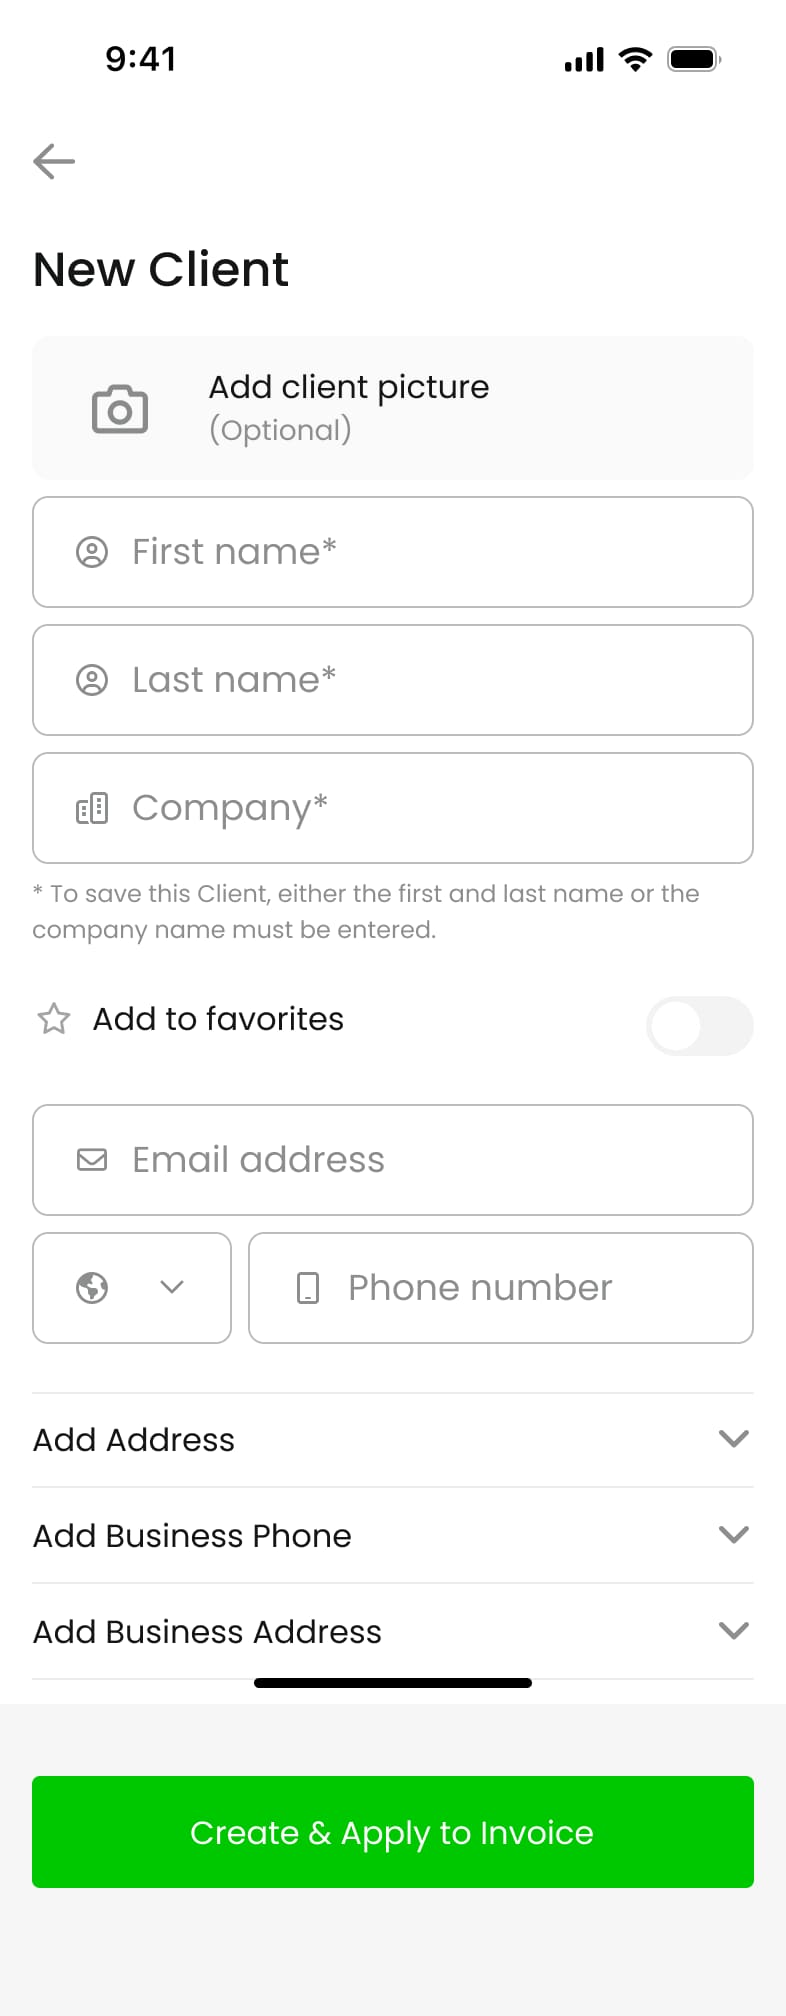 9:41
New Client
Add client picture
(Optional)
First name*
Last name*
Company*
* To save this Client, either the first and last name or the
company name must be entered.
Add to favorites
Email address
Phone number
Add Address
Add Business Phone
Add Business Address
Create & Apply to Invoice